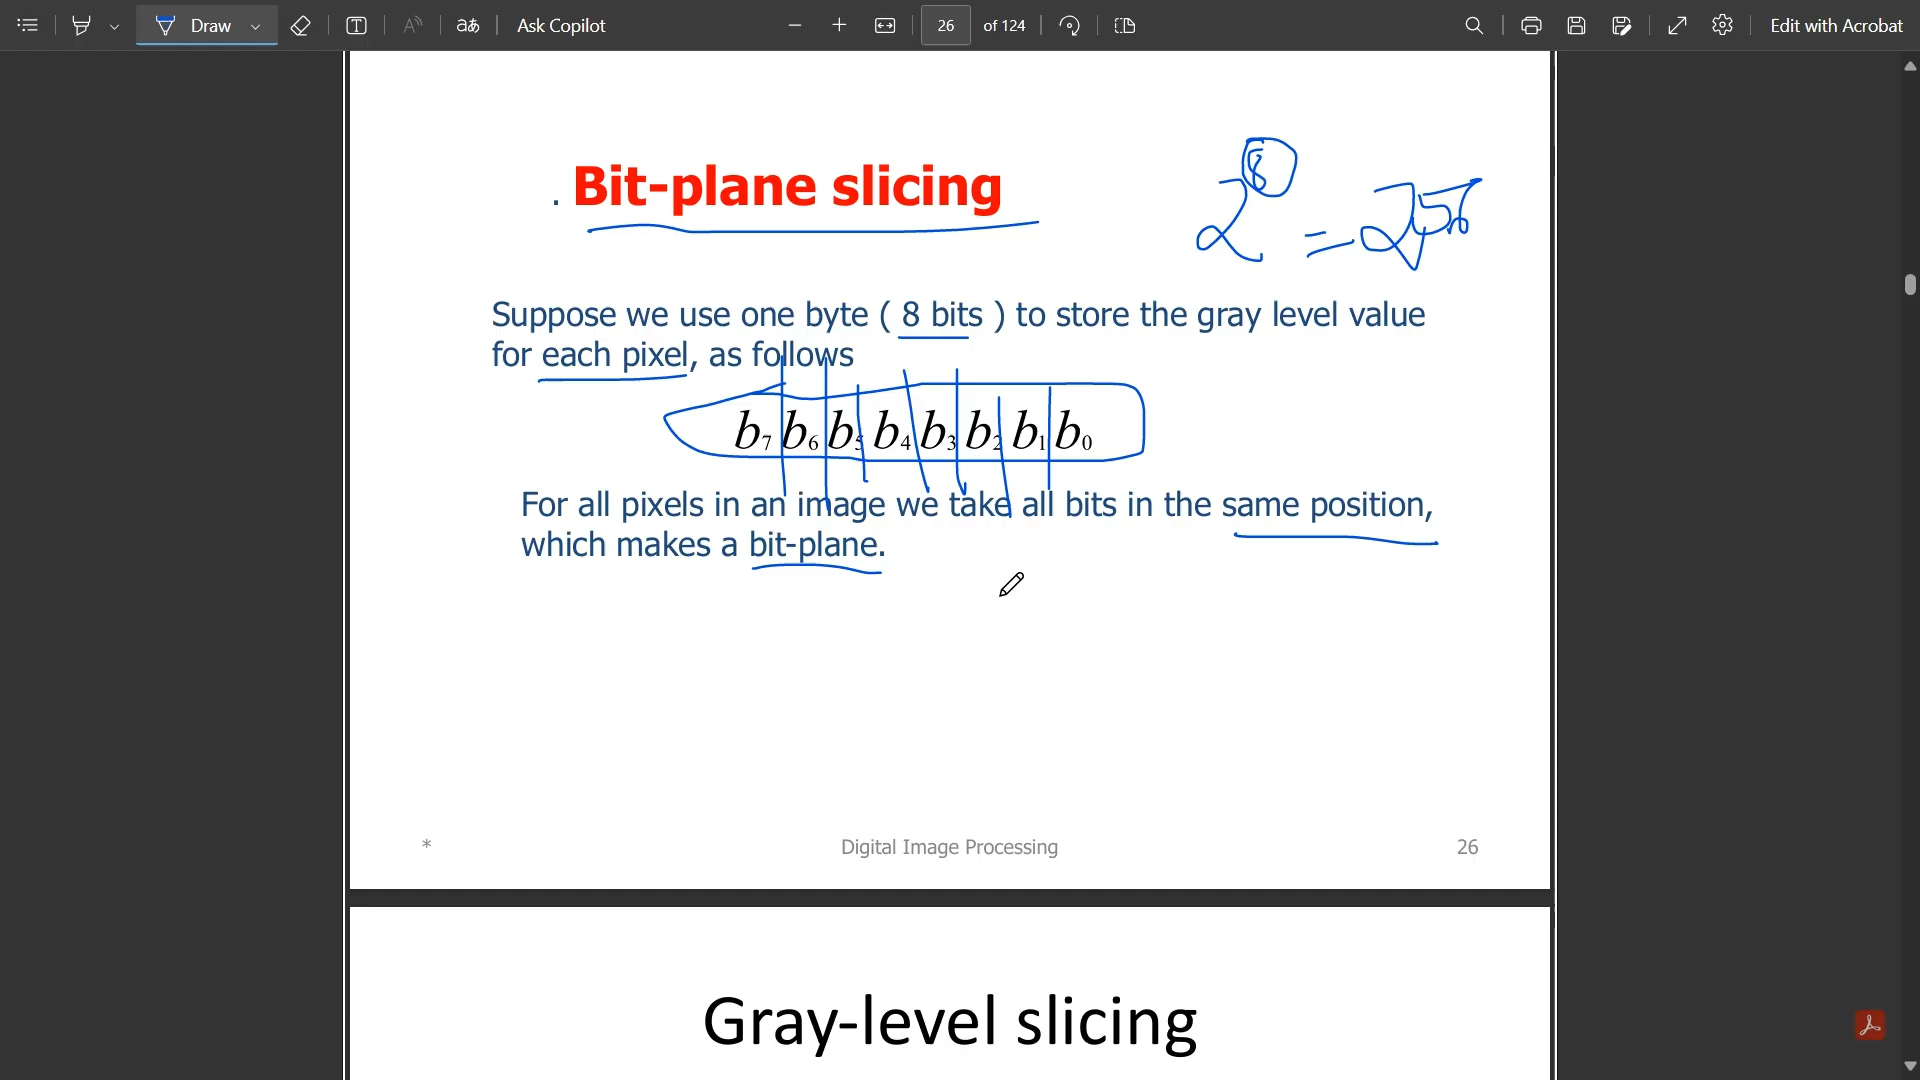 Draw
Ask Copilot
26 of 124
Edit with Acrobat
. Bit-plane slicing
2⁸ = 256
Suppose we use one byte ( 8 bits ) to store the gray level value
for each pixel, as follows
b₇ b₆ b₅ b₄ b₃ b₂ b₁ b₀
For all pixels in an image we take all bits in the same position,
which makes a bit-plane.
*
Digital Image Processing
26
Gray-level slicing